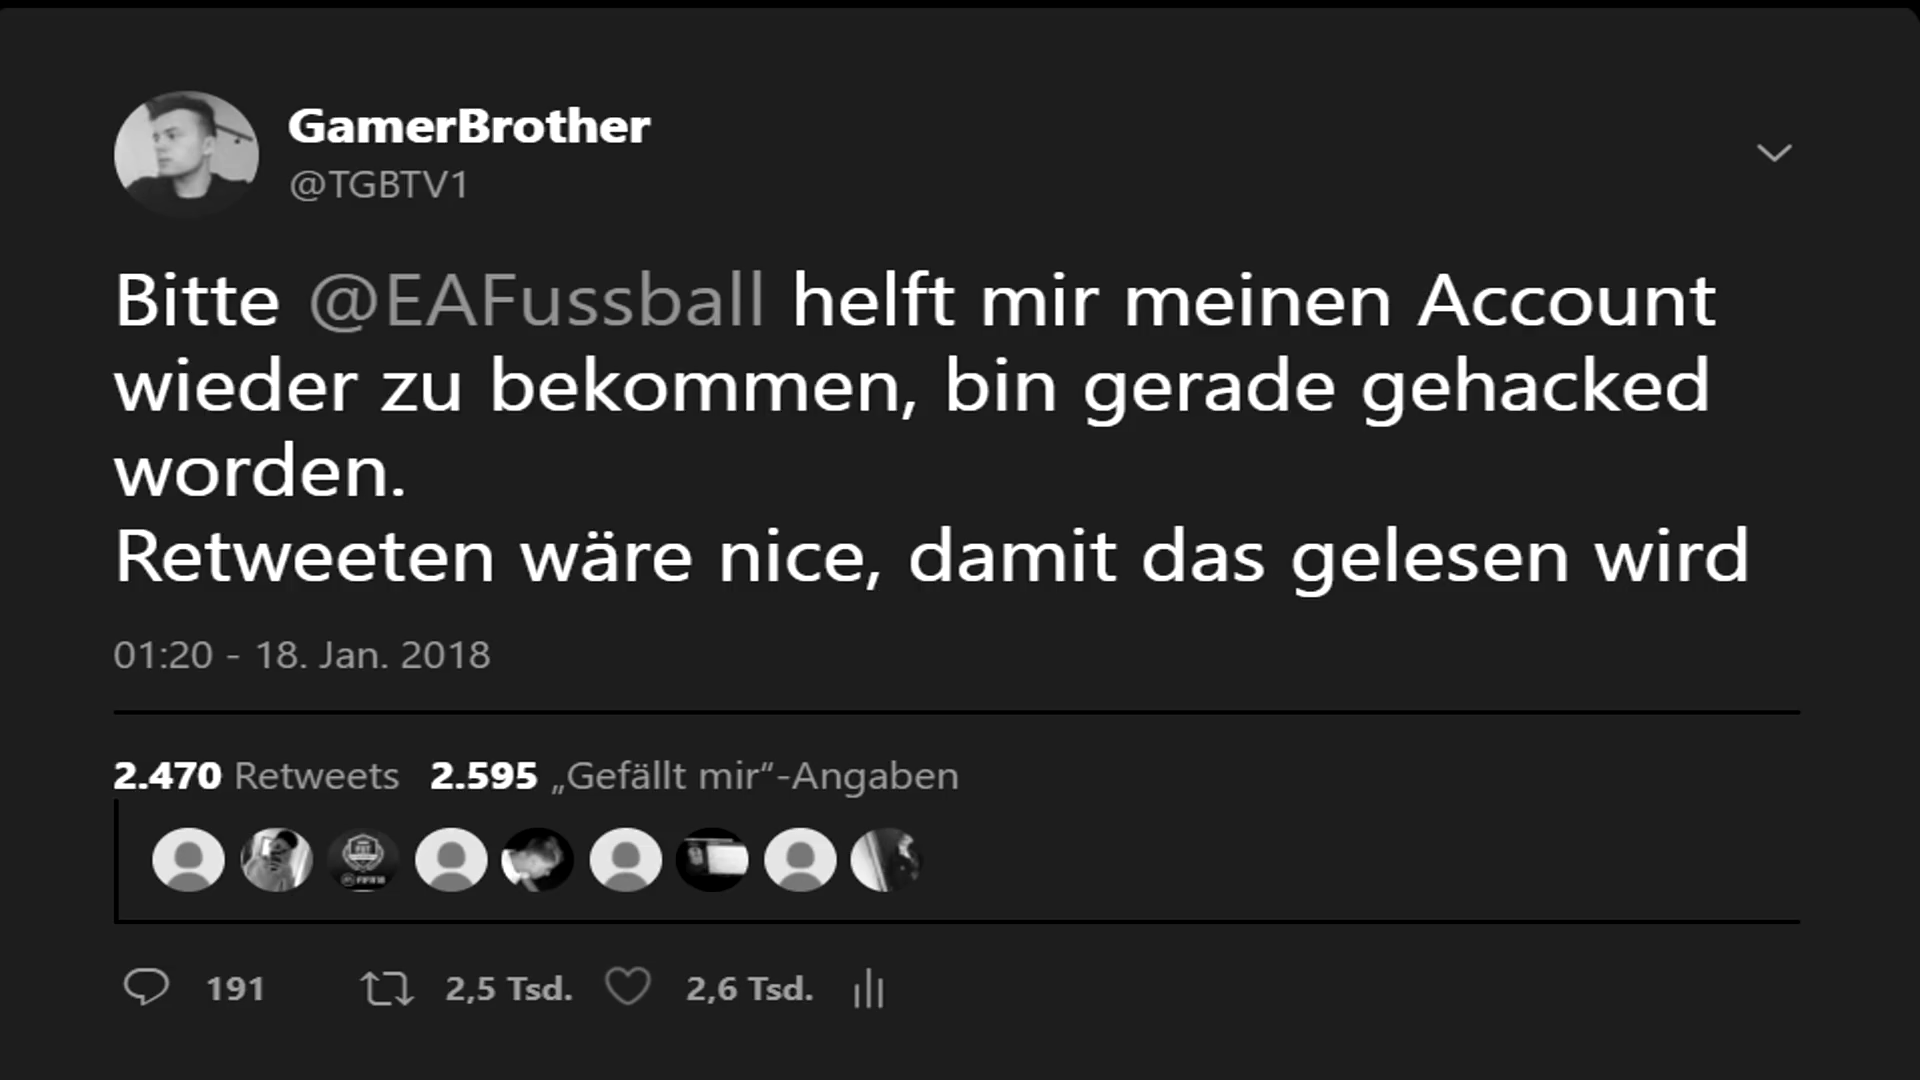 GamerBrother
@TGBTV1
Bitte @EAFussball helft mir meinen Account
wieder zu bekommen, bin gerade gehacked
worden.
Retweeten wäre nice, damit das gelesen wird
01:20 - 18. Jan. 2018
2.470 Retweets 2.595 „Gefällt mir“-Angaben
191 2,5 Tsd. 2,6 Tsd.